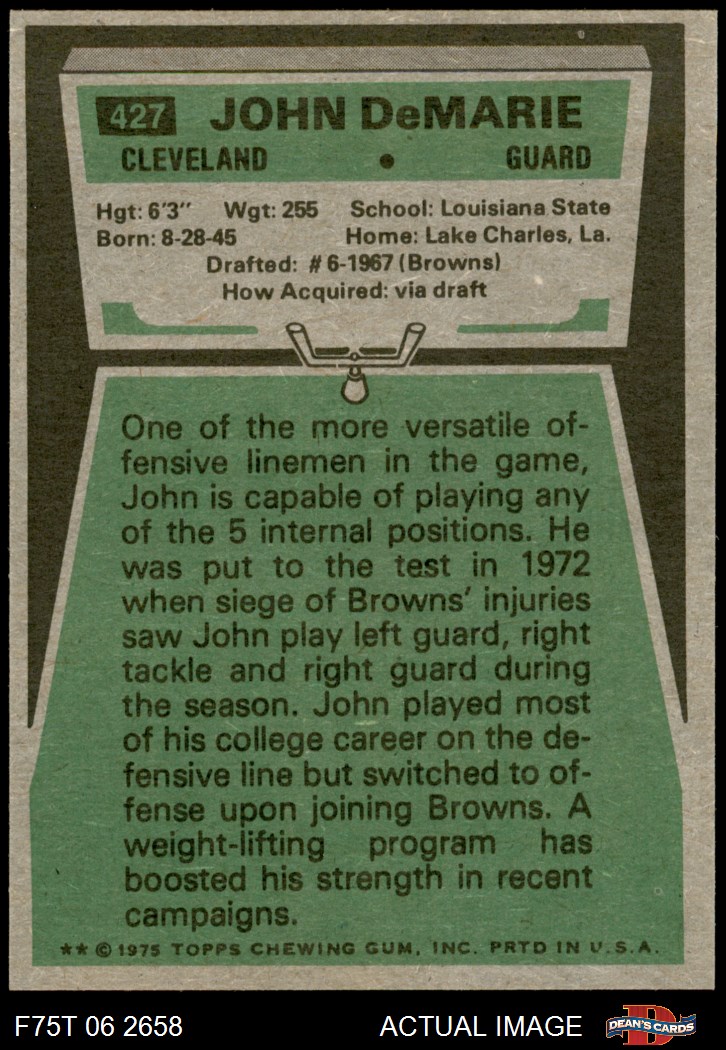 427 JOHN DeMARIE
CLEVELAND • GUARD
Hgt: 6'3" Wgt: 255 School: Louisiana State
Born: 8-28-45 Home: Lake Charles, La.
Drafted: #6-1967 (Browns)
How Acquired: via draft
One of the more versatile of-
fensive linemen in the game,
John is capable of playing any
of the 5 internal positions. He
was put to the test in 1972
when siege of Browns' injuries
saw John play left guard, right
tackle and right guard during
the season. John played most
of his college career on the de-
fensive line but switched to of-
fense upon joining Browns. A
weight-lifting program has
boosted his strength in recent
campaigns.
** © 1975 TOPPS CHEWING GUM, INC. PRTD IN U.S.A.
F75T 06 2658 ACTUAL IMAGE D DEAN'S CARDS